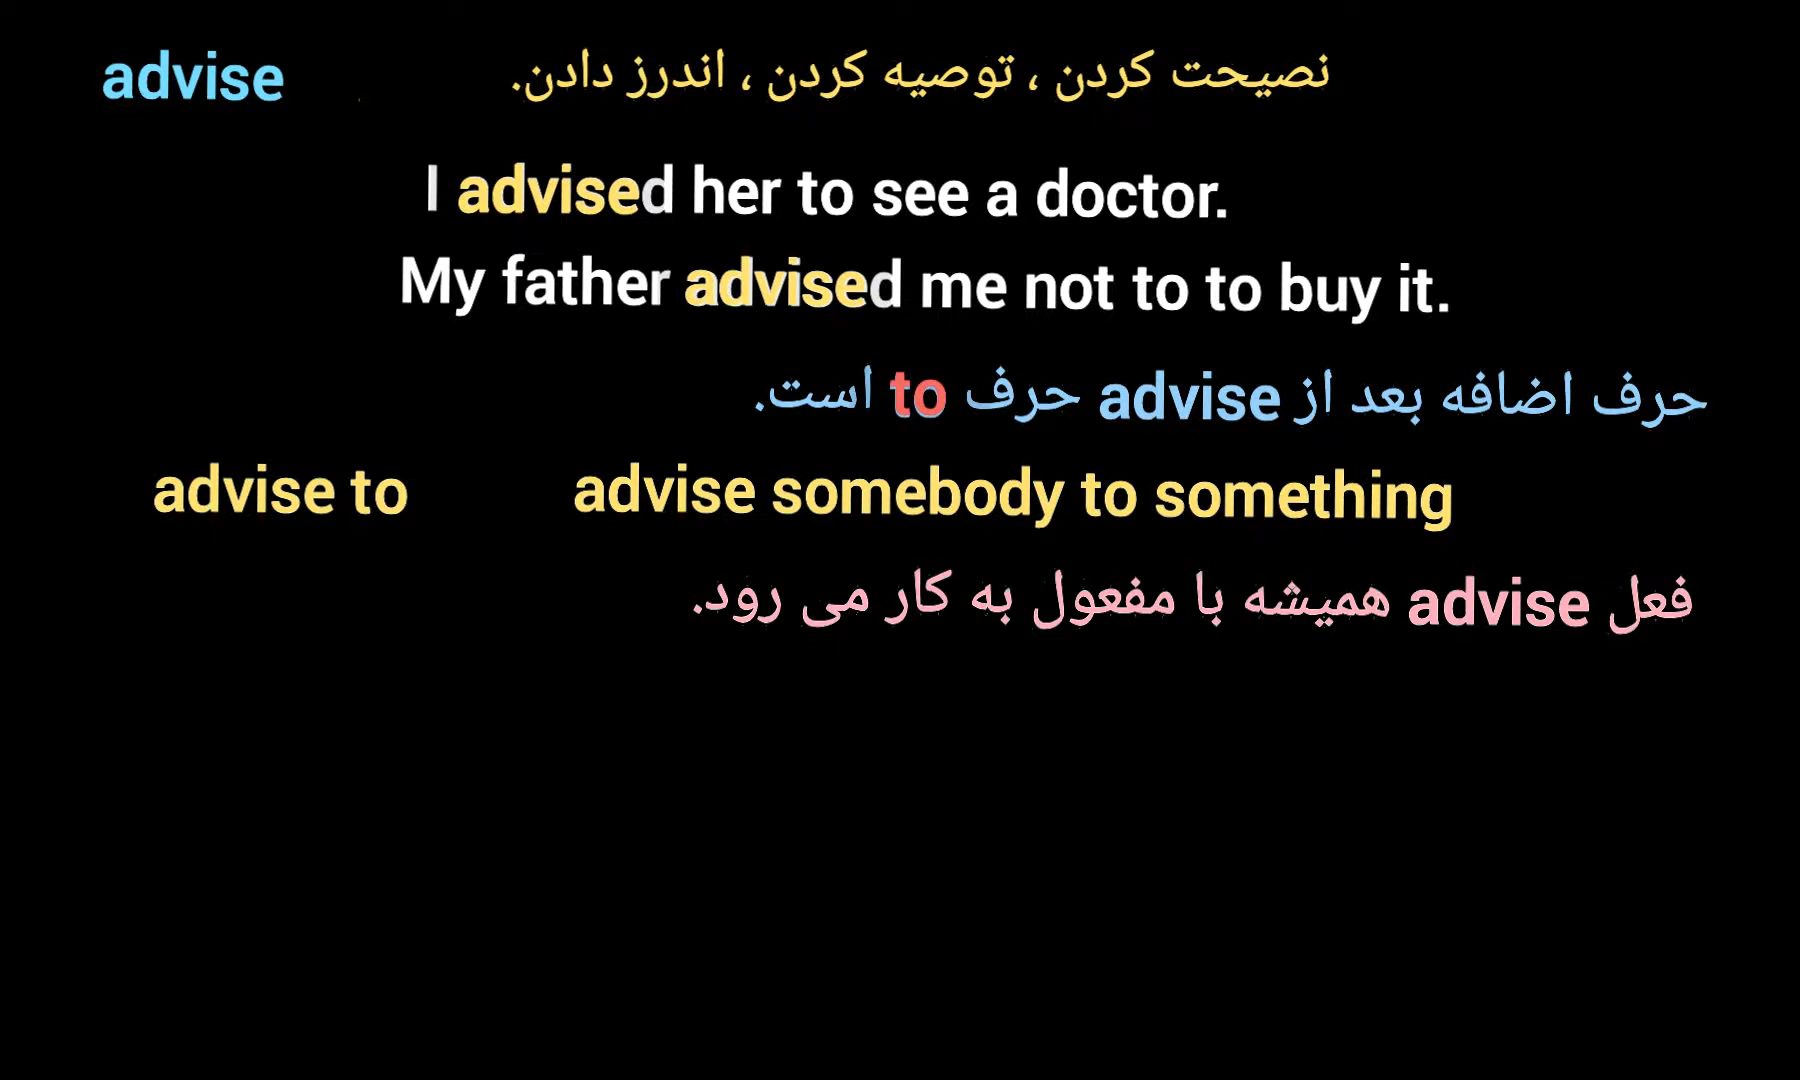 advise
نصیحت کردن ، توصیه کردن ، اندرز دادن.
I advised her to see a doctor.
My father advised me not to to buy it.
حرف اضافه بعد از advise حرف to است.
advise to
advise somebody to something
فعل advise همیشه با مفعول به کار می رود.